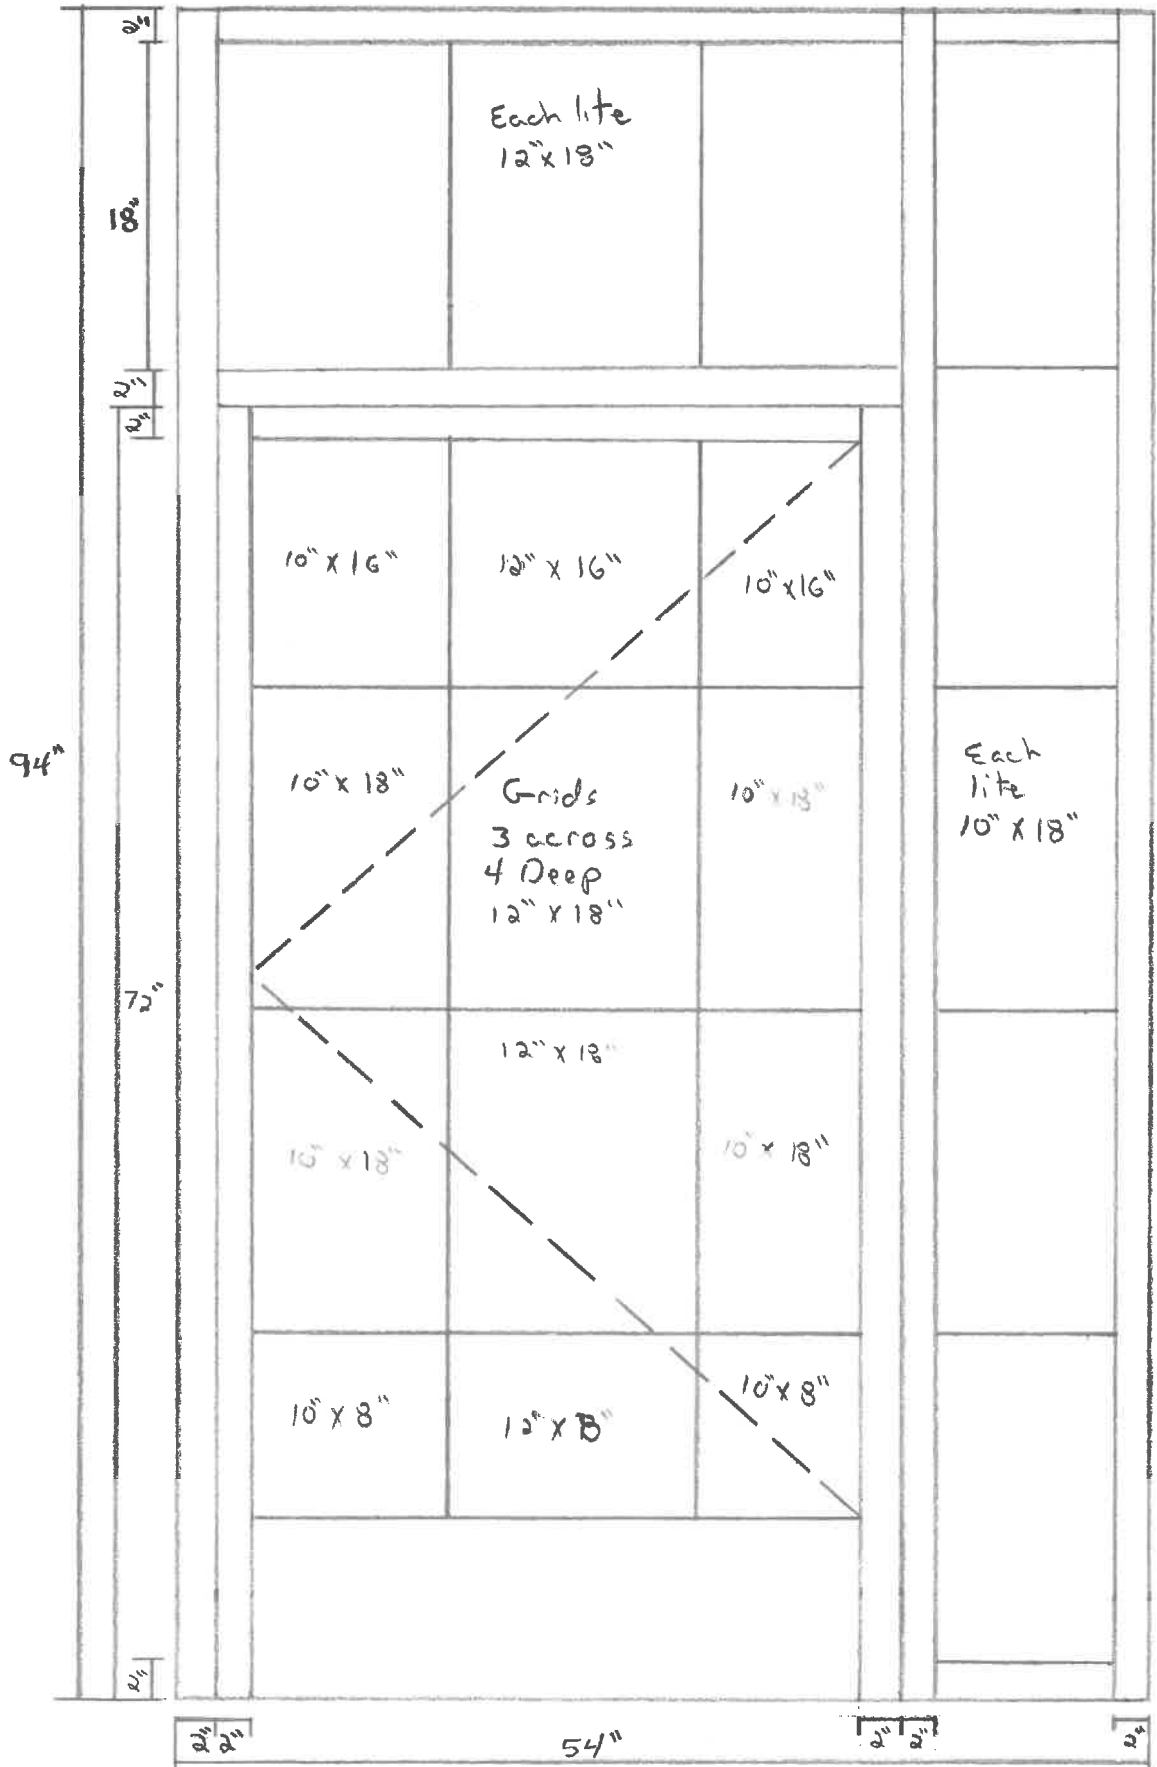 2"
Each lite
12" x 18"
18"
2"
2"
10" x 16"
12" x 16"
10" x 16"
94"
10" x 18"
Grids
3 across
4 Deep
12" x 18"
10" x 18"
Each
lite
10" x 18"
72"
12" x 18"
10" x 18"
10" x 18"
10" x 8"
12" x 8"
10" x 8"
2"
2"
2"
54"
2"
2"
2"